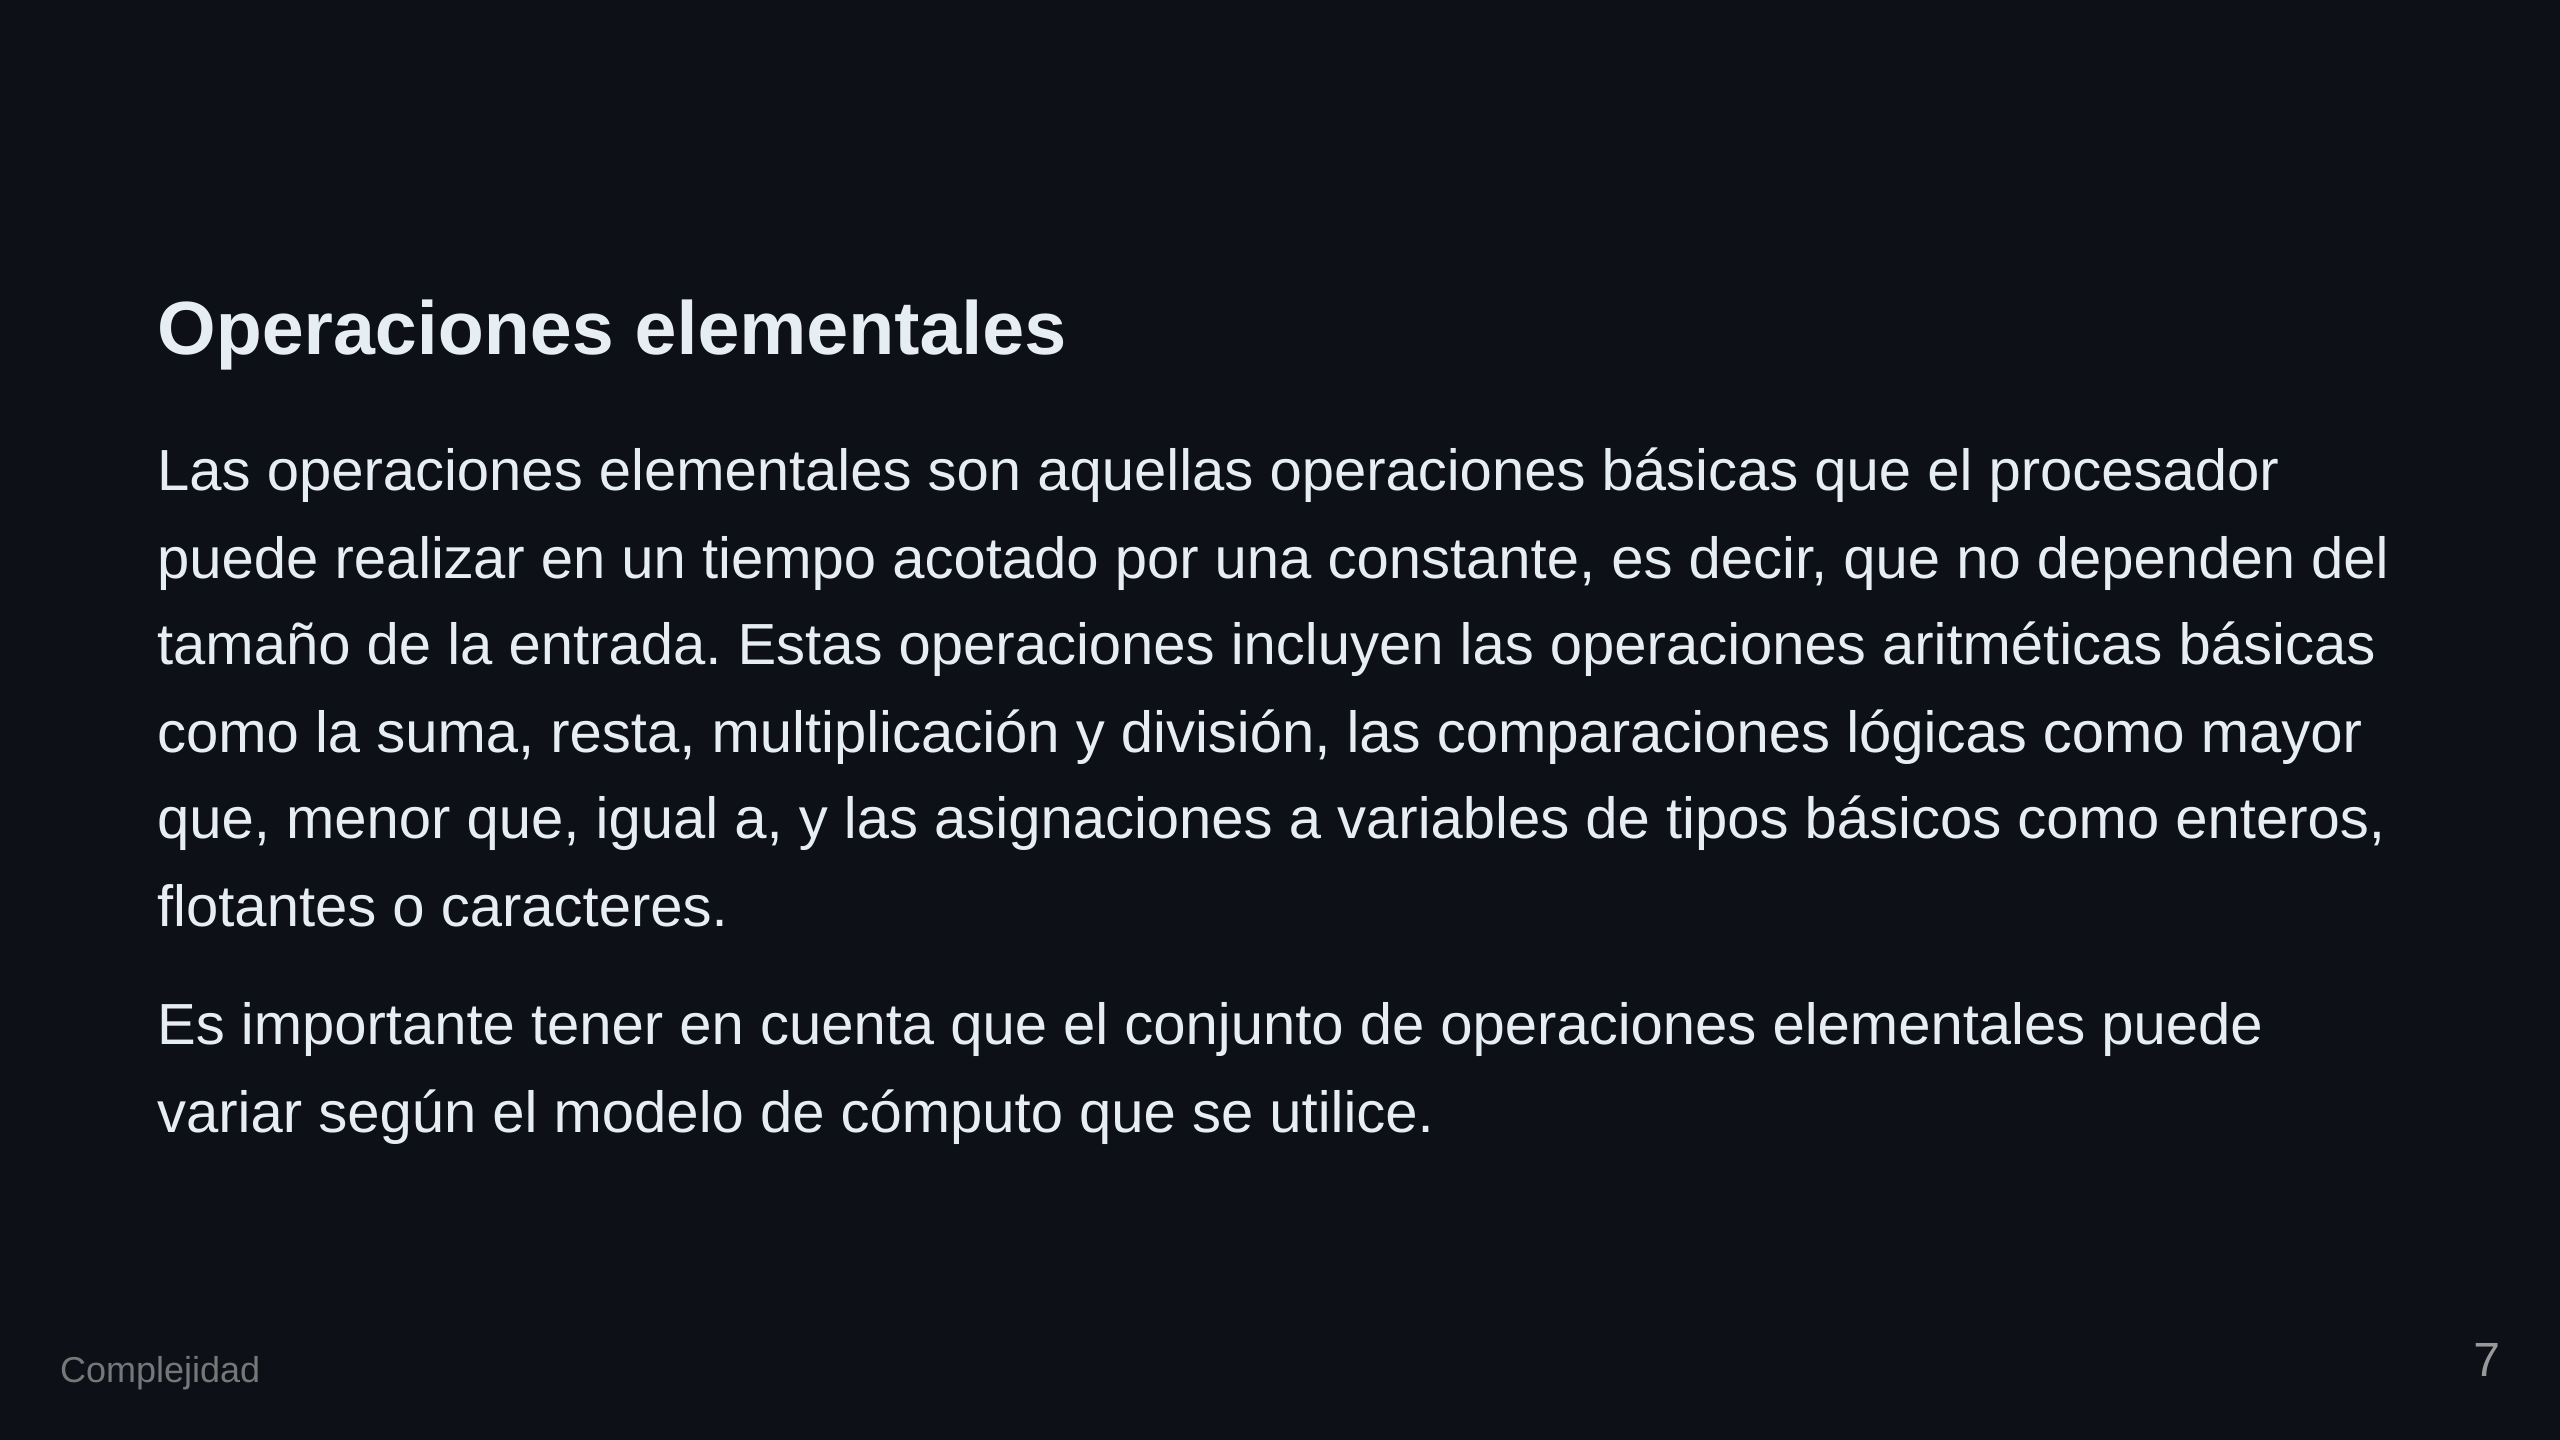 Operaciones elementales
Las operaciones elementales son aquellas operaciones básicas que el procesador
puede realizar en un tiempo acotado por una constante, es decir, que no dependen del
tamaño de la entrada. Estas operaciones incluyen las operaciones aritméticas básicas
como la suma, resta, multiplicación y división, las comparaciones lógicas como mayor
que, menor que, igual a, y las asignaciones a variables de tipos básicos como enteros,
flotantes o caracteres.
Es importante tener en cuenta que el conjunto de operaciones elementales puede
variar según el modelo de cómputo que se utilice.
Complejidad
7